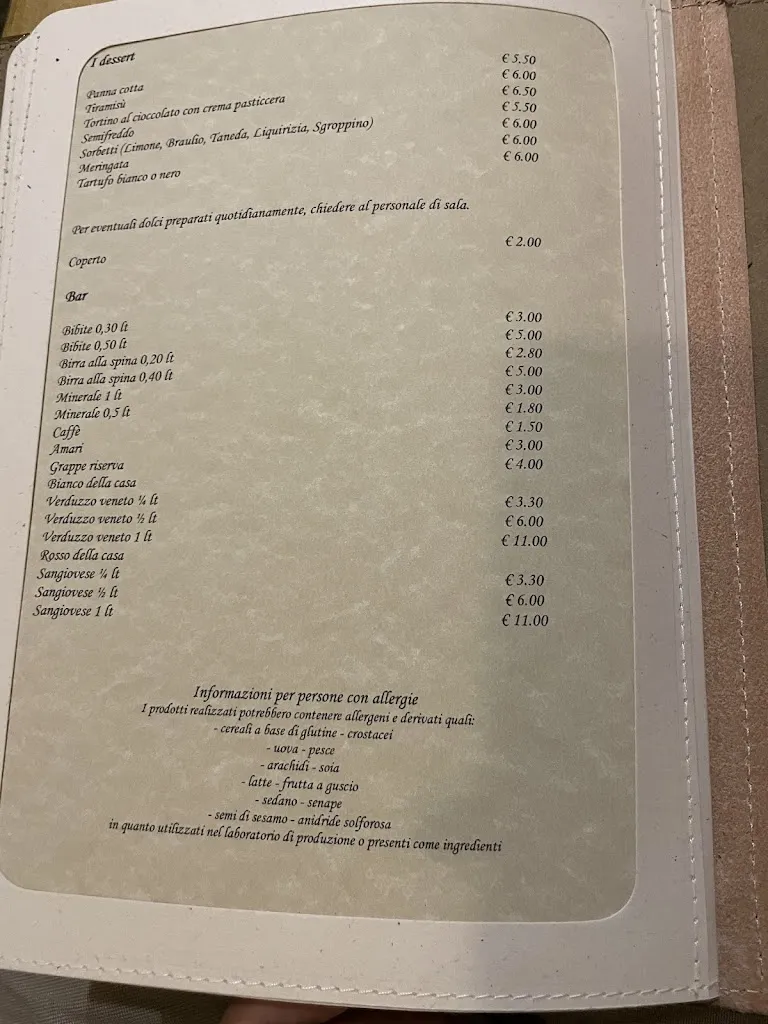 I dessert
Panna cotta € 5.50
Tiramisù € 6.00
Tortino al cioccolato con crema pasticcera € 6.50
Semifreddo € 5.50
Sorbetti (Limone, Braulio, Taneda, Liquirizia, Sgroppino) € 6.00
Meringata € 6.00
Tartufo bianco o nero € 6.00
Per eventuali dolci preparati quotidianamente, chiedere al personale di sala.
Coperto € 2.00
Bar
Bibite 0,30 lt € 3.00
Bibite 0,50 lt € 5.00
Birra alla spina 0,20 lt € 2.80
Birra alla spina 0,40 lt € 5.00
Minerale 1 lt € 3.00
Minerale 0,5 lt € 1.80
Caffè € 1.50
Amari € 3.00
Grappe riserva € 4.00
Bianco della casa
Verduzzo veneto ¼ lt € 3.30
Verduzzo veneto ½ lt € 6.00
Verduzzo veneto 1 lt € 11.00
Rosso della casa
Sangiovese ¼ lt € 3.30
Sangiovese ½ lt € 6.00
Sangiovese 1 lt € 11.00
Informazioni per persone con allergie
I prodotti realizzati potrebbero contenere allergeni e derivati quali:
- cereali a base di glutine - crostacei
- uova - pesce
- arachidi - soia
- latte - frutta a guscio
- sedano - senape
- semi di sesamo - anidride solforosa
in quanto utilizzati nel laboratorio di produzione o presenti come ingredienti